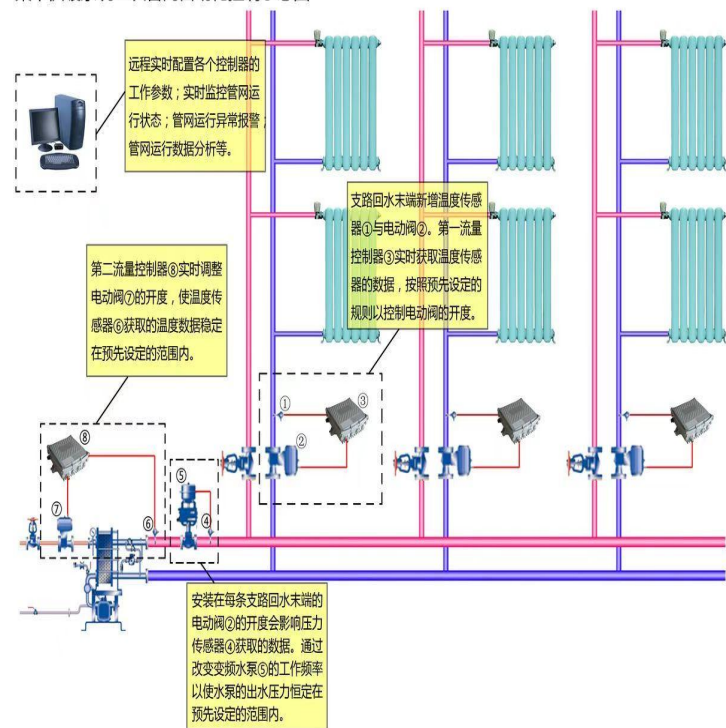 远程实时配置各个控制器的
工作参数；实时监控管网运
行状态；管网运行异常报警；
管网运行数据分析等。
支路回水末端新增温度传感
器①与电动阀②。第一流量
控制器③实时获取温度传感
器的数据，按照预先设定的
规则以控制电动阀的开度。
第二流量控制器⑧实时调整
电动阀⑦的开度，使温度传
感器⑥获取的温度数据稳定
在预先设定的范围内。
①
③
②
⑧
⑤
⑦
⑥
④
安装在每条支路回水末端的
电动阀②的开度会影响压力
传感器④获取的数据。通过
改变变频水泵⑤的工作频率
以使水泵的出水压力恒定在
预先设定的范围内。